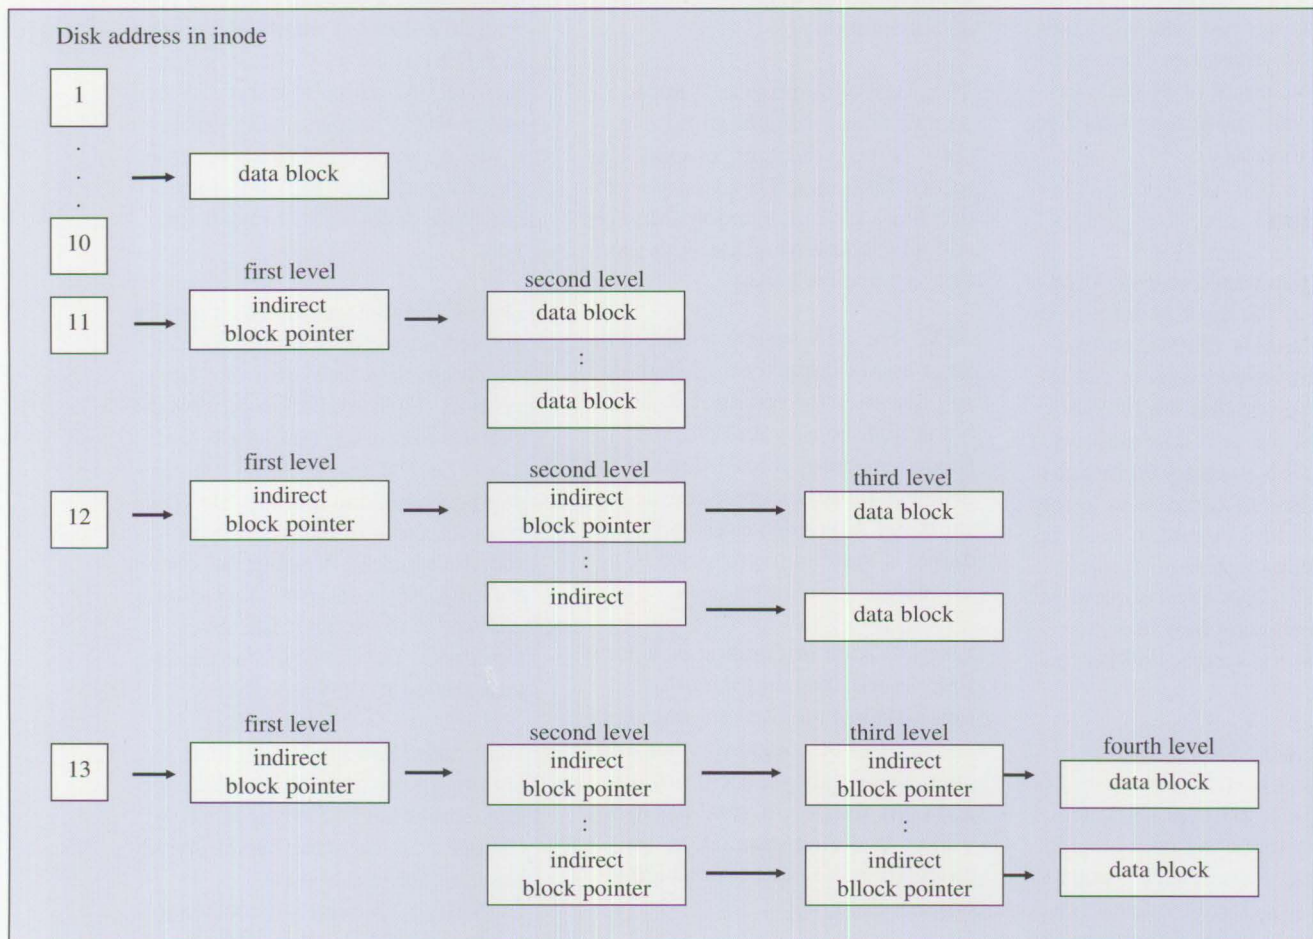 Disk address in inode
1
.
.
.
data block
10
first level
second level
11
indirect
block pointer
data block
:
data block
first level
second level
third level
12
indirect
block pointer
indirect
block pointer
data block
:
indirect
data block
first level
second level
third level
fourth level
13
indirect
block pointer
indirect
block pointer
indirect
bllock pointer
data block
:
:
indirect
block pointer
indirect
bllock pointer
data block